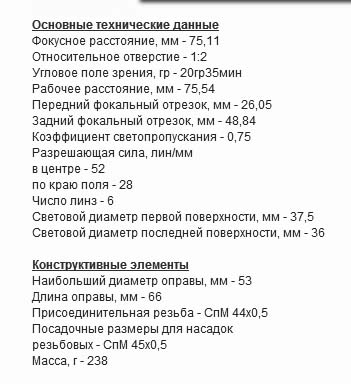 Основные технические данные
Фокусное расстояние, мм - 75,11
Относительное отверстие - 1:2
Угловое поле зрения, гр - 20гр35мин
Рабочее расстояние, мм - 75,54
Передний фокальный отрезок, мм - 26,05
Задний фокальный отрезок, мм - 48,84
Коэффициент светопропускания - 0,75
Разрешающая сила, лин/мм
в центре - 52
по краю поля - 28
Число линз - 6
Световой диаметр первой поверхности, мм - 37,5
Световой диаметр последней поверхности, мм - 36
Конструктивные элементы
Наибольший диаметр оправы, мм - 53
Длина оправы, мм - 66
Присоединительная резьба - СпМ 44х0,5
Посадочные размеры для насадок
резьбовых - СпМ 45х0,5
Масса, г - 238